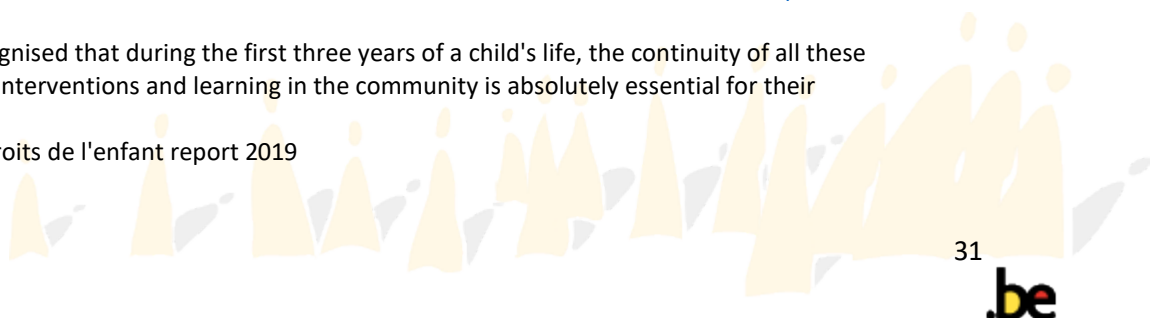 gnised that during the first three years of a child's life, the continuity of all these
nterventions and learning in the community is absolutely essential for their
roits de l'enfant report 2019
31
.be